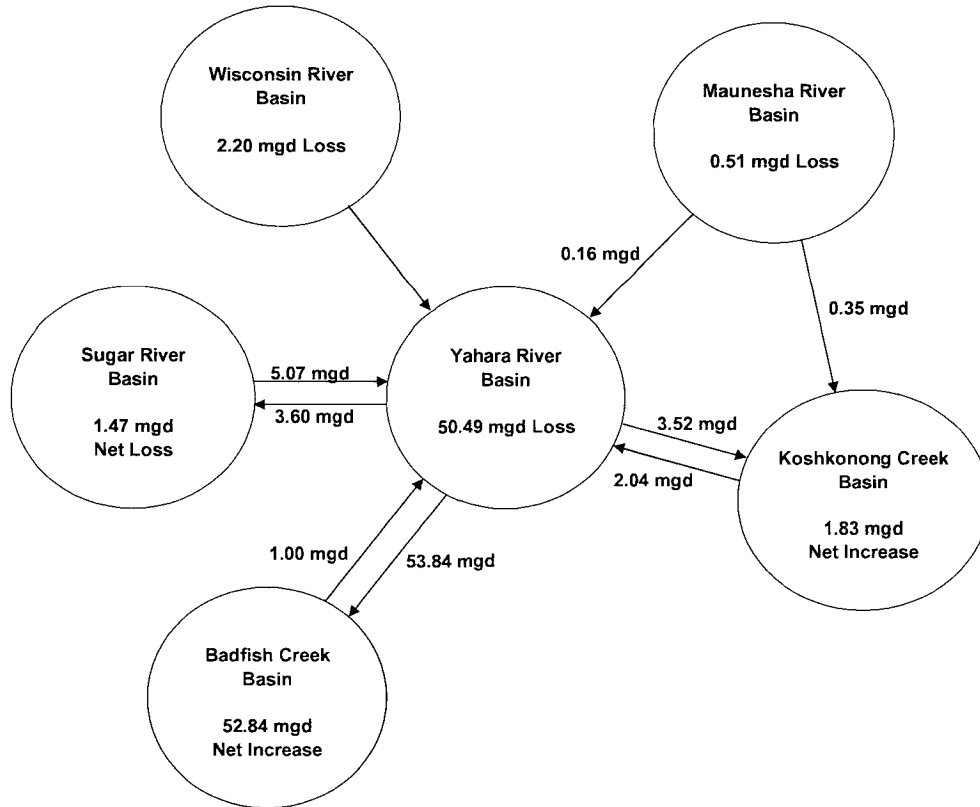 Wisconsin River
Basin
2.20 mgd Loss
Maunesha River
Basin
0.51 mgd Loss
0.16 mgd
0.35 mgd
Sugar River
Basin
1.47 mgd
Net Loss
5.07 mgd
3.60 mgd
Yahara River
Basin
50.49 mgd Loss
3.52 mgd
2.04 mgd
Koshkonong Creek
Basin
1.83 mgd
Net Increase
1.00 mgd
53.84 mgd
Badfish Creek
Basin
52.84 mgd
Net Increase